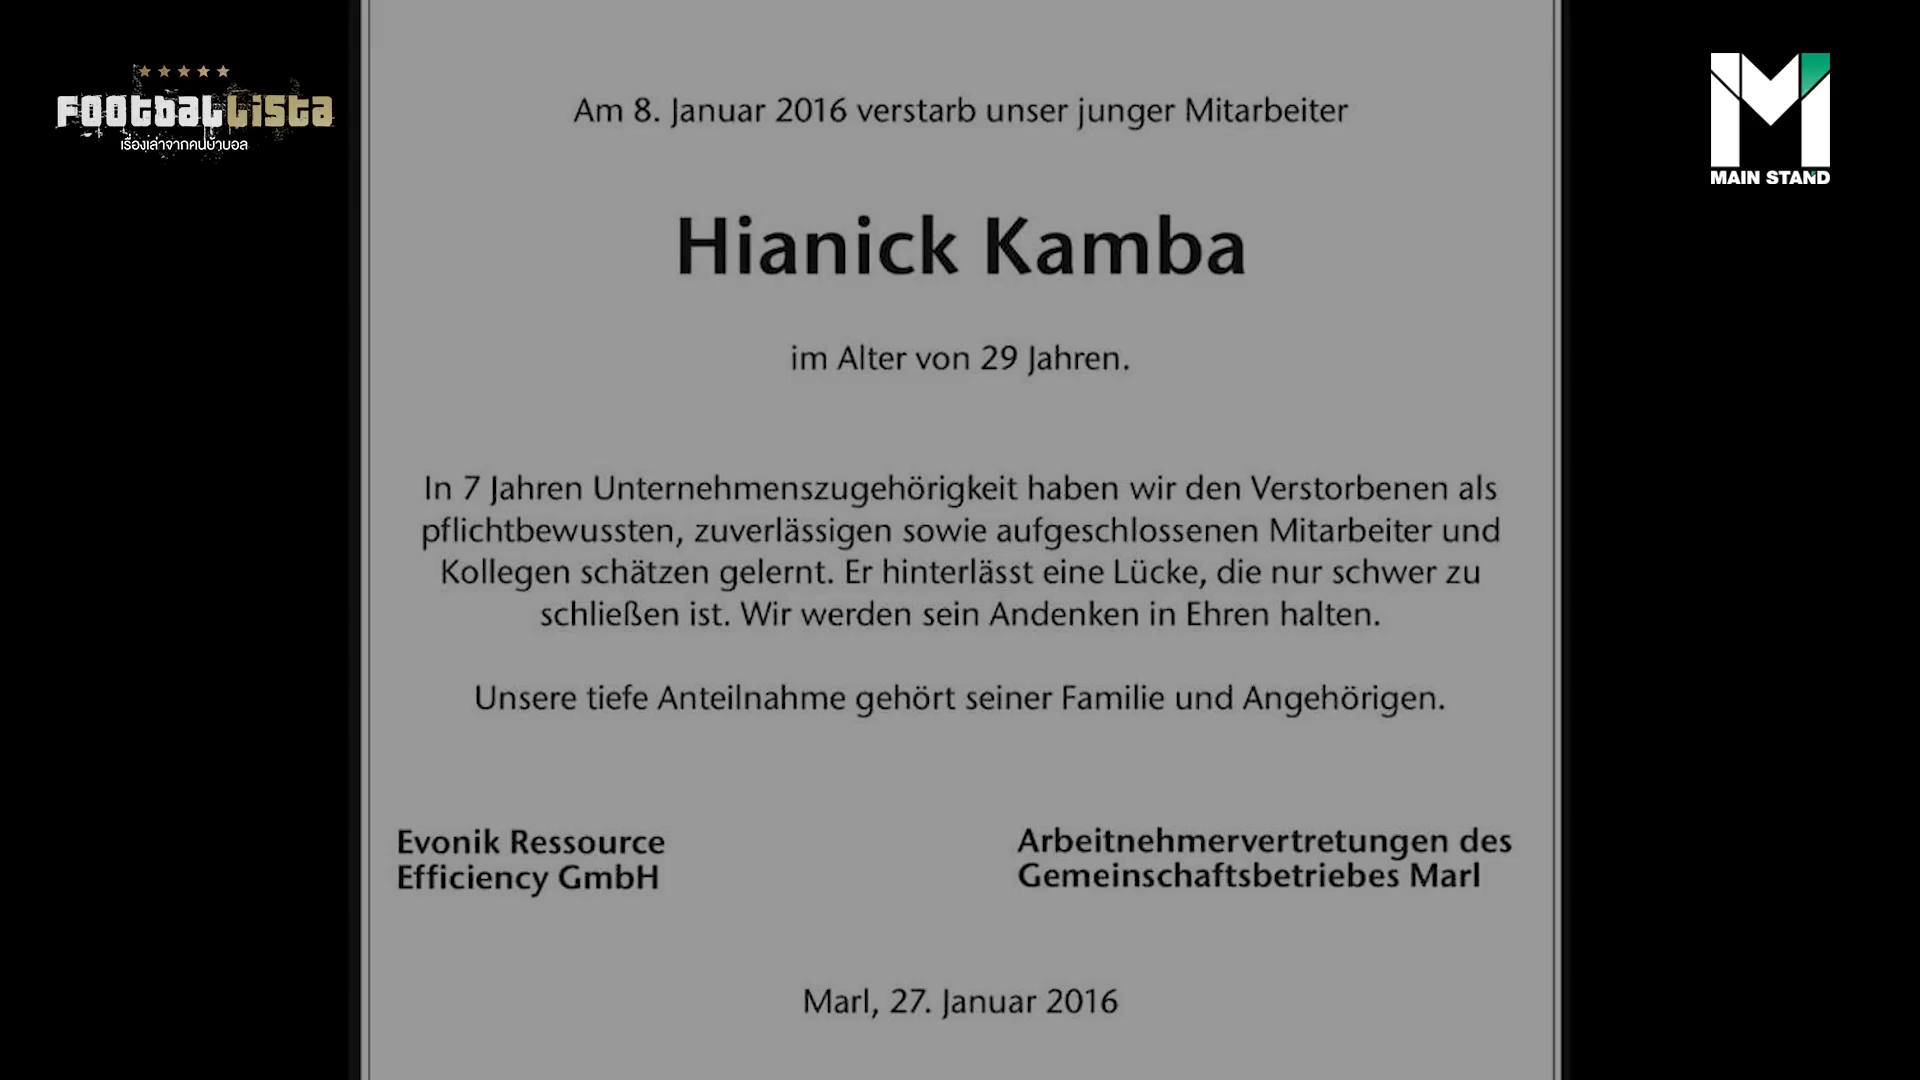 FOOtbaLLiSta
เรื่องเล่าจากคนบ้าบอล
MAIN STAND
Am 8. Januar 2016 verstarb unser junger Mitarbeiter
Hianick Kamba
im Alter von 29 Jahren.
In 7 Jahren Unternehmenszugehörigkeit haben wir den Verstorbenen als
pflichtbewussten, zuverlässigen sowie aufgeschlossenen Mitarbeiter und
Kollegen schätzen gelernt. Er hinterlässt eine Lücke, die nur schwer zu
schließen ist. Wir werden sein Andenken in Ehren halten.
Unsere tiefe Anteilnahme gehört seiner Familie und Angehörigen.
Evonik Ressource
Efficiency GmbH
Arbeitnehmervertretungen des
Gemeinschaftsbetriebes Marl
Marl, 27. Januar 2016